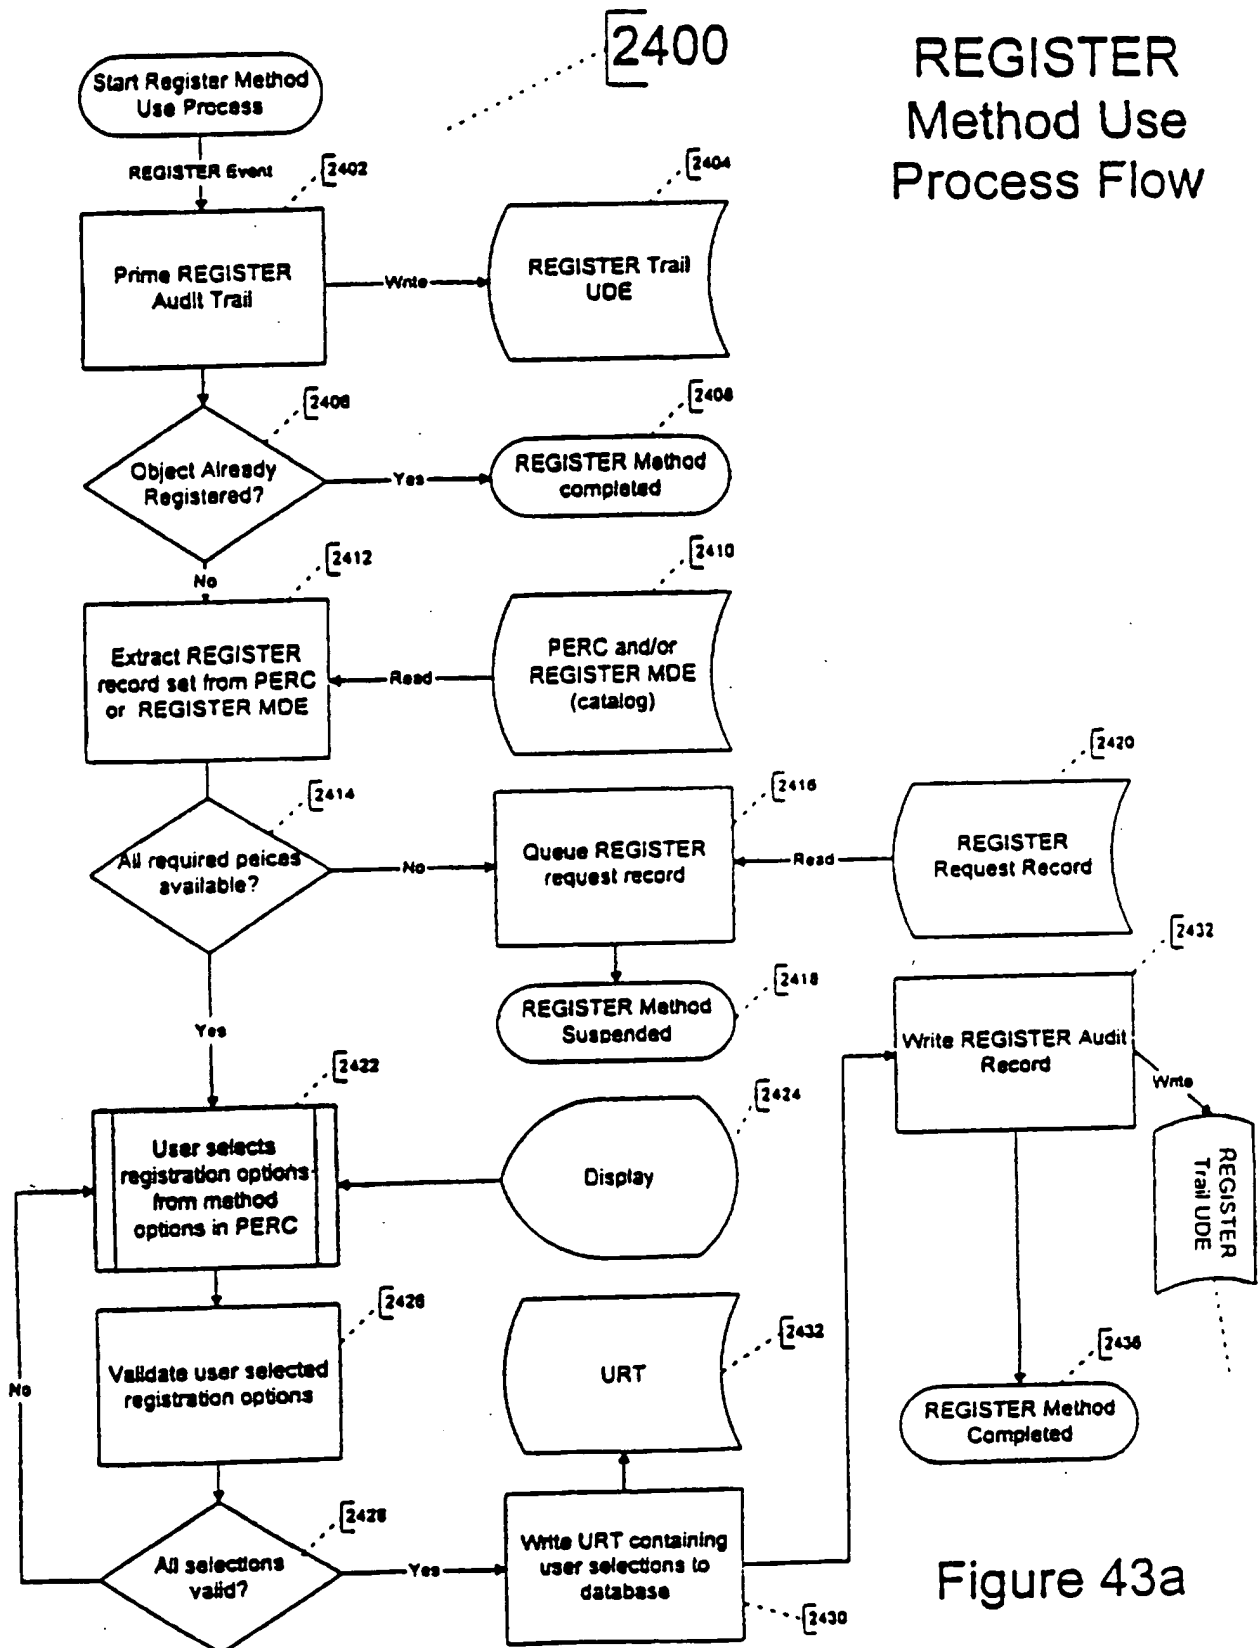 2400
REGISTER
Method Use
Process Flow
Start Register Method
Use Process
REGISTER Event
2402
2404
Prime REGISTER
Audit Trail
Write
REGISTER Trail
UDE
2406
2408
Object Already
Registered?
Yes
REGISTER Method
completed
No
2412
2410
Extract REGISTER
record set from PERC
or REGISTER MDE
Read
PERC and/or
REGISTER MDE
(catalog)
2414
2416
2420
All required peices
available?
No
Queue REGISTER
request record
Read
REGISTER
Request Record
Yes
2418
REGISTER Method
Suspended
2432
Write REGISTER Audit
Record
Write
REGISTER
Trail UDE
2422
2424
User selects
registration options
from method
options in PERC
Display
2426
2432
Validate user selected
registration options
URT
No
2436
REGISTER Method
Completed
2428
All selections
valid?
Yes
Write URT containing
user selections to
database
2430
Figure 43a